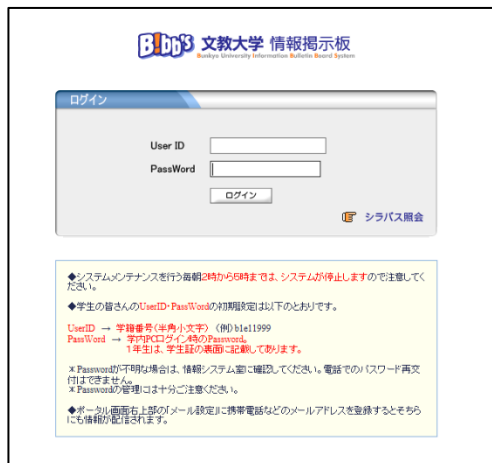 B!bb's 文教大学 情報掲示板
Bunkyo University Information Bulletin Board System
ログイン
User ID
PassWord
ログイン
シラバス照会
◆システムメンテナンスを行う毎朝2時から5時までは、システムが停止しますので注意してく
ださい。
◆学生の皆さんのUserID・PassWordの初期設定は以下のとおりです。
UserID → 学籍番号(半角小文字) (例)b1e11999
PassWord → 学内PCログイン時のPassword。
1年生は、学生証の裏面に記載してあります。
※Passwordが不明な場合は、情報システム室に確認してください。電話でのパスワード再交
付はできません。
※Passwordの管理には十分ご注意ください。
◆ポータル画面右上部の「メール設定」に携帯電話などのメールアドレスを登録するとそちら
にも情報が配信されます。